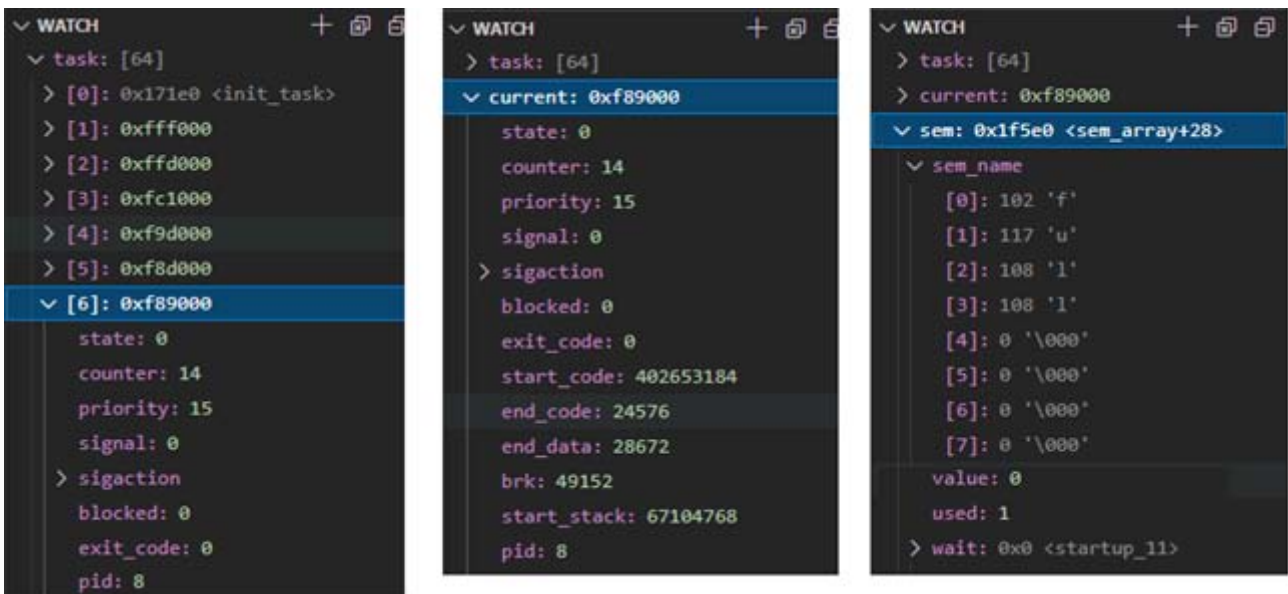 WATCH
task: [64]
[0]: 0x171e0 <init_task>
[1]: 0xfff000
[2]: 0xffd000
[3]: 0xfc1000
[4]: 0xf9d000
[5]: 0xf8d000
[6]: 0xf89000
state: 0
counter: 14
priority: 15
signal: 0
sigaction
blocked: 0
exit_code: 0
pid: 8
WATCH
task: [64]
current: 0xf89000
state: 0
counter: 14
priority: 15
signal: 0
sigaction
blocked: 0
exit_code: 0
start_code: 402653184
end_code: 24576
end_data: 28672
brk: 49152
start_stack: 67104768
pid: 8
WATCH
task: [64]
current: 0xf89000
sem: 0x1f5e0 <sem_array+28>
sem_name
[0]: 102 'f'
[1]: 117 'u'
[2]: 108 'l'
[3]: 108 'l'
[4]: 0 '\000'
[5]: 0 '\000'
[6]: 0 '\000'
[7]: 0 '\000'
value: 0
used: 1
wait: 0x0 <startup_11>